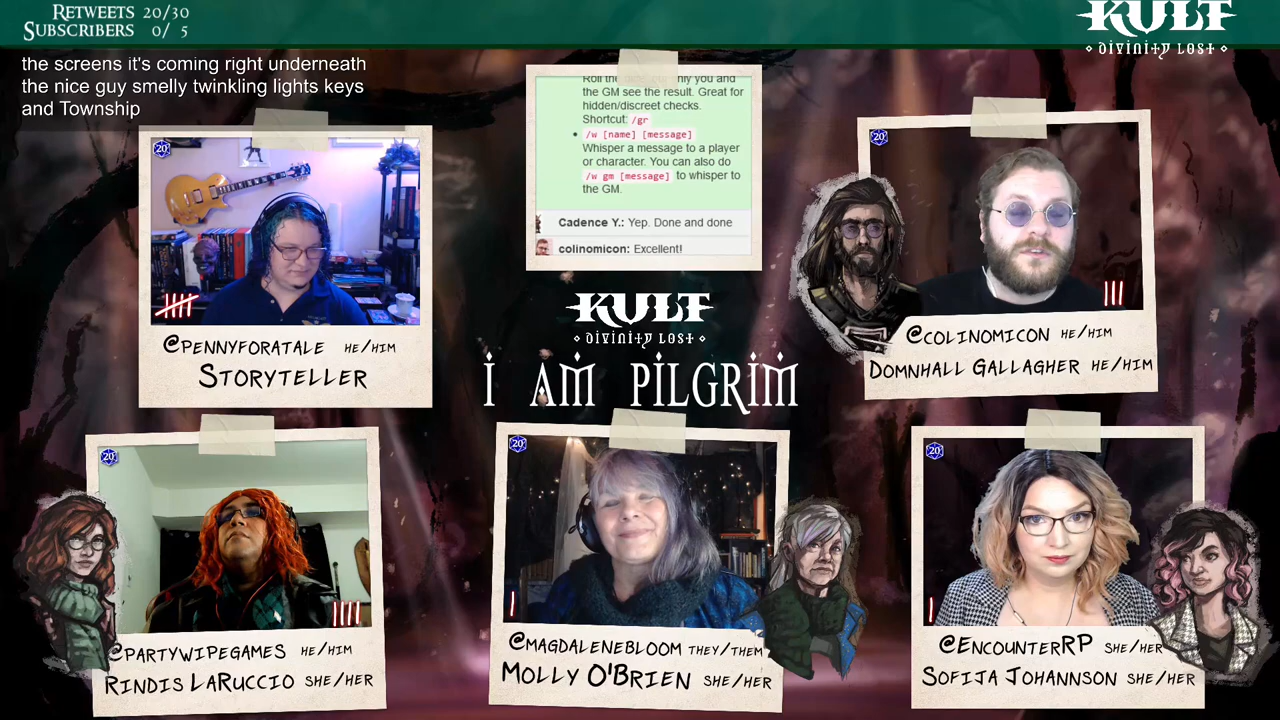 RETWEETS 20/30
SUBSCRIBERS 0/ 5
KULT
DIVINITY LOST
the screens it's coming right underneath
the nice guy smelly twinkling lights keys
and Township
the GM see the result. Great for
hidden/discreet checks.
Shortcut: /gr
/w [name] [message]
Whisper a message to a player
or character. You can also do
/w gm [message] to whisper to
the GM.
Cadence Y.: Yep. Done and done
colinomicon: Excellent!
20
20
@PENNYFORATALE HE/HIM
STORYTELLER
KULT
DIVINITY LOST
I AM PILGRIM
@COLINOMICON HE/HIM
DOMNHALL GALLAGHER HE/HIM
20
20
20
@PARTYWIPEGAMES HE/HIM
RINDIS LARUCCIO SHE/HER
@MAGDALENEBLOOM THEY/THEM
MOLLY O'BRIEN SHE/HER
@ENCOUNTERRP SHE/HER
SOFIJA JOHANNSON SHE/HER